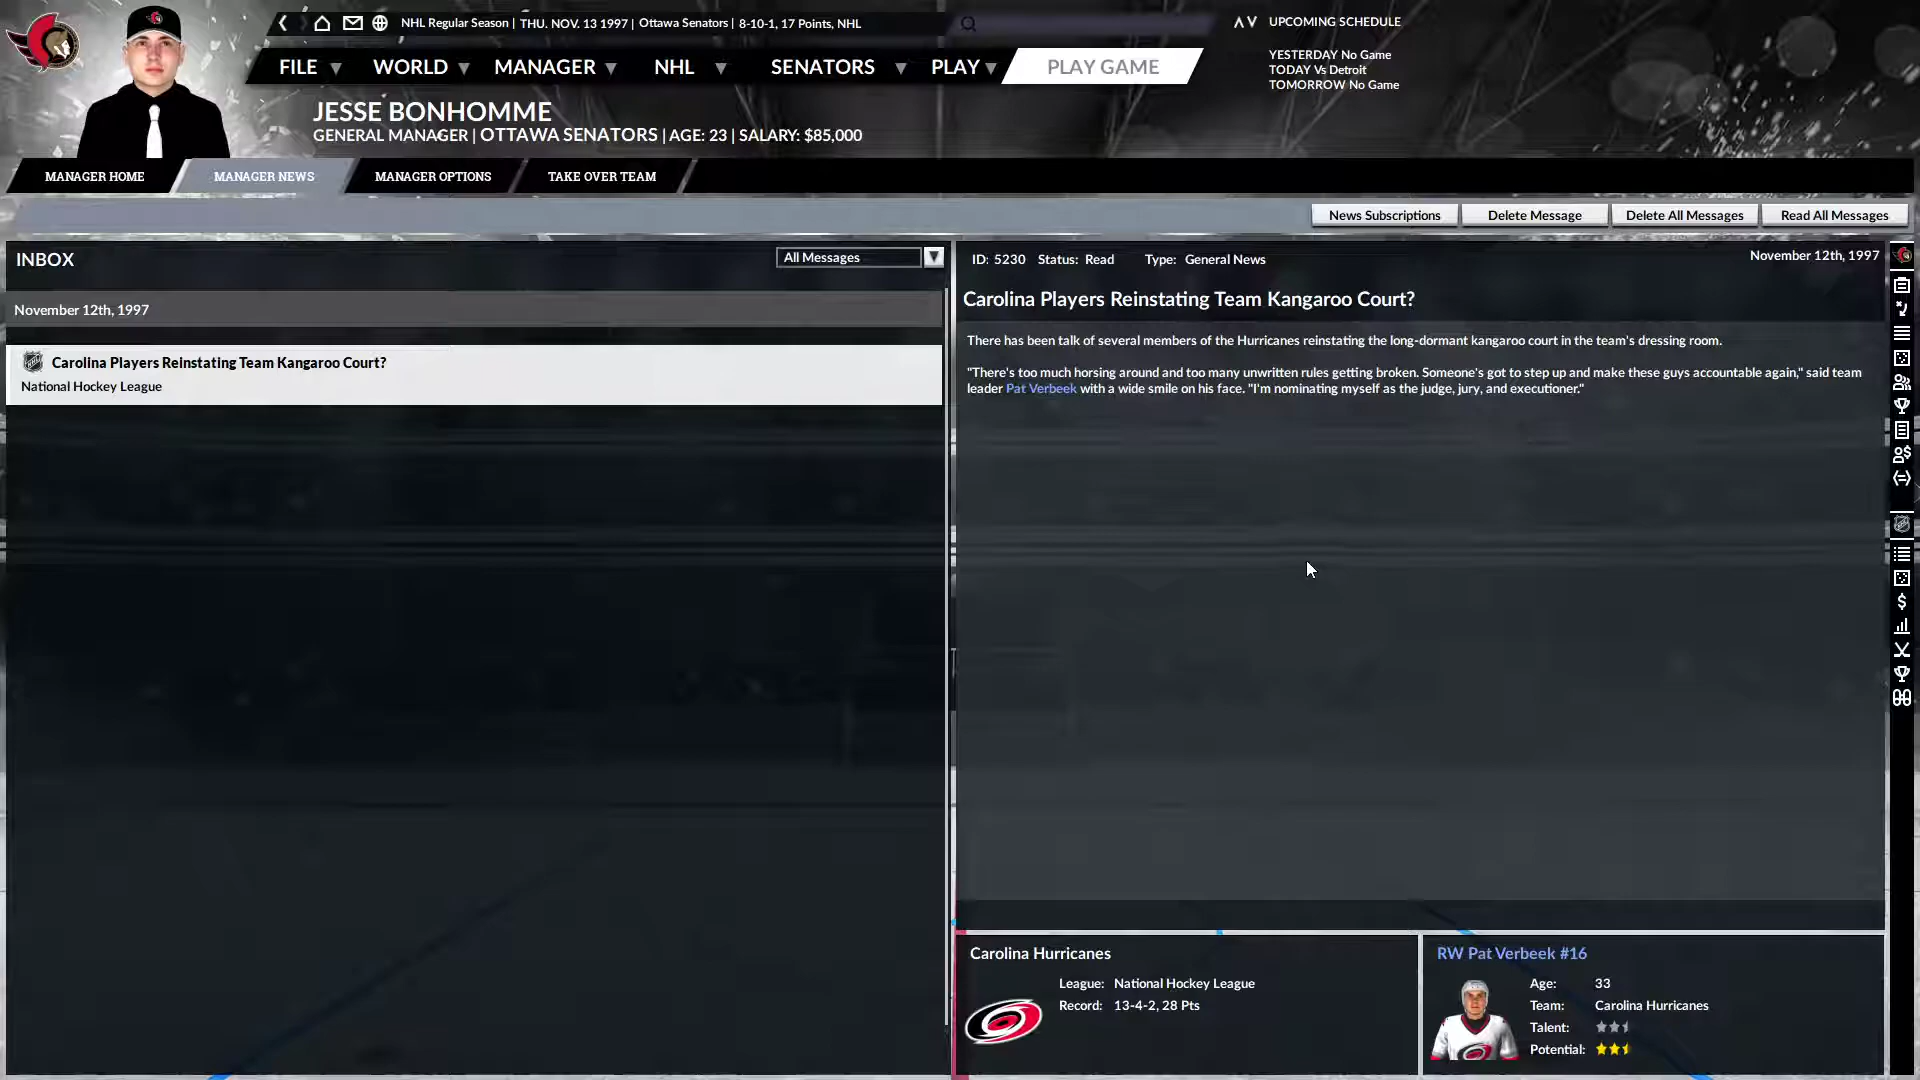 NHL Regular Season | THU. NOV. 13 1997 | Ottawa Senators | 8-10-1, 17 Points, NHL
UPCOMING SCHEDULE
YESTERDAY No Game
TODAY Vs Detroit
TOMORROW No Game
FILE WORLD MANAGER NHL SENATORS PLAY PLAY GAME
JESSE BONHOMME
GENERAL MANAGER | OTTAWA SENATORS | AGE: 23 | SALARY: $85,000
MANAGER HOME MANAGER NEWS MANAGER OPTIONS TAKE OVER TEAM
News Subscriptions Delete Message Delete All Messages Read All Messages
INBOX All Messages
November 12th, 1997
Carolina Players Reinstating Team Kangaroo Court?
National Hockey League
ID: 5230 Status: Read Type: General News November 12th, 1997
Carolina Players Reinstating Team Kangaroo Court?
There has been talk of several members of the Hurricanes reinstating the long-dormant kangaroo court in the team's dressing room.
"There's too much horsing around and too many unwritten rules getting broken. Someone's got to step up and make these guys accountable again," said team
leader Pat Verbeek with a wide smile on his face. "I'm nominating myself as the judge, jury, and executioner."
Carolina Hurricanes
League: National Hockey League
Record: 13-4-2, 28 Pts
RW Pat Verbeek #16
Age: 33
Team: Carolina Hurricanes
Talent:
Potential: